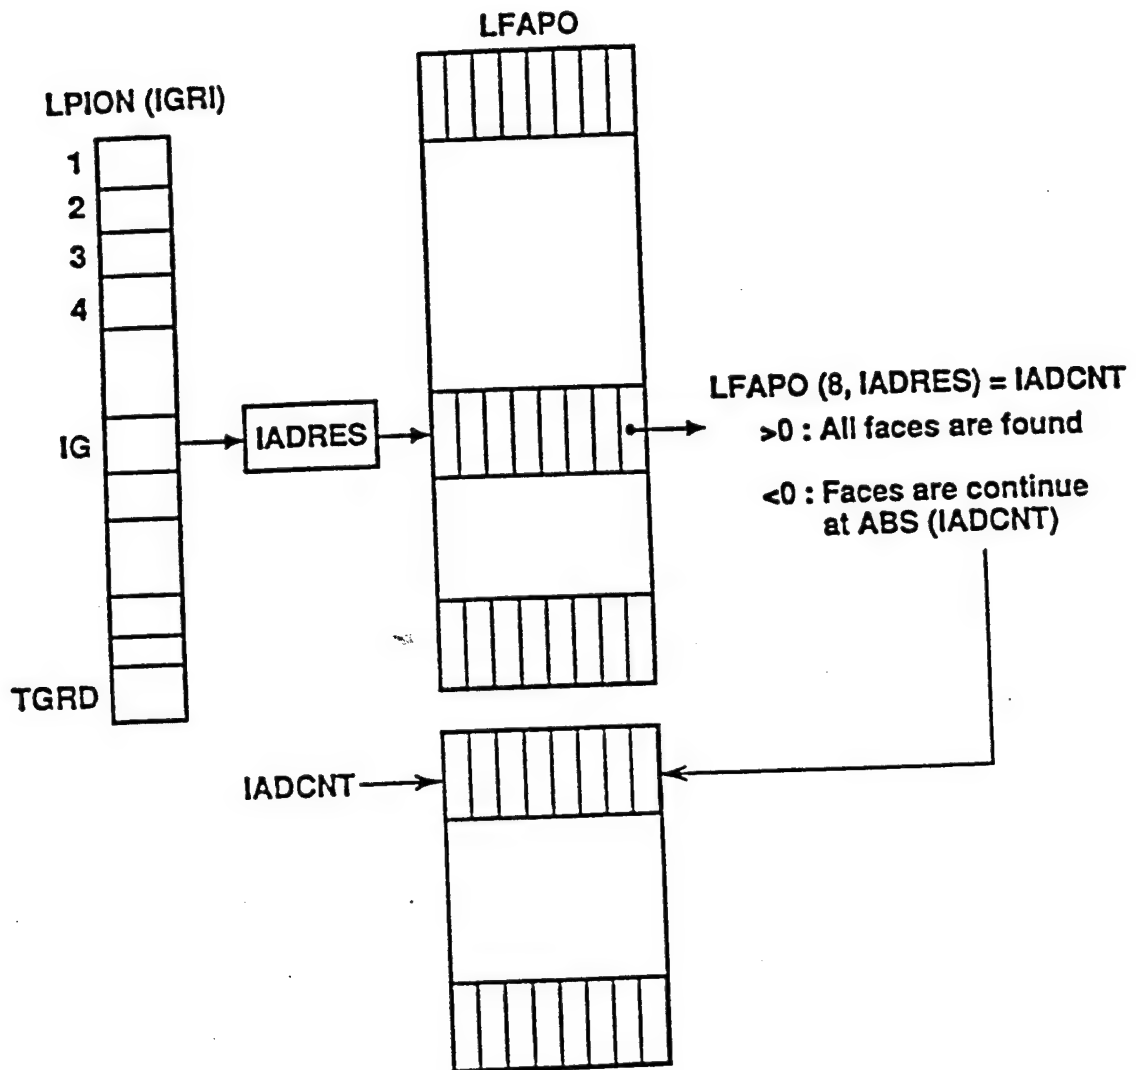 LFAPO
LPION (IGRI)
1
2
3
4
IG
TGRD
IADRES
LFAPO (8, IADRES) = IADCNT
>0 : All faces are found
<0 : Faces are continue
at ABS (IADCNT)
IADCNT